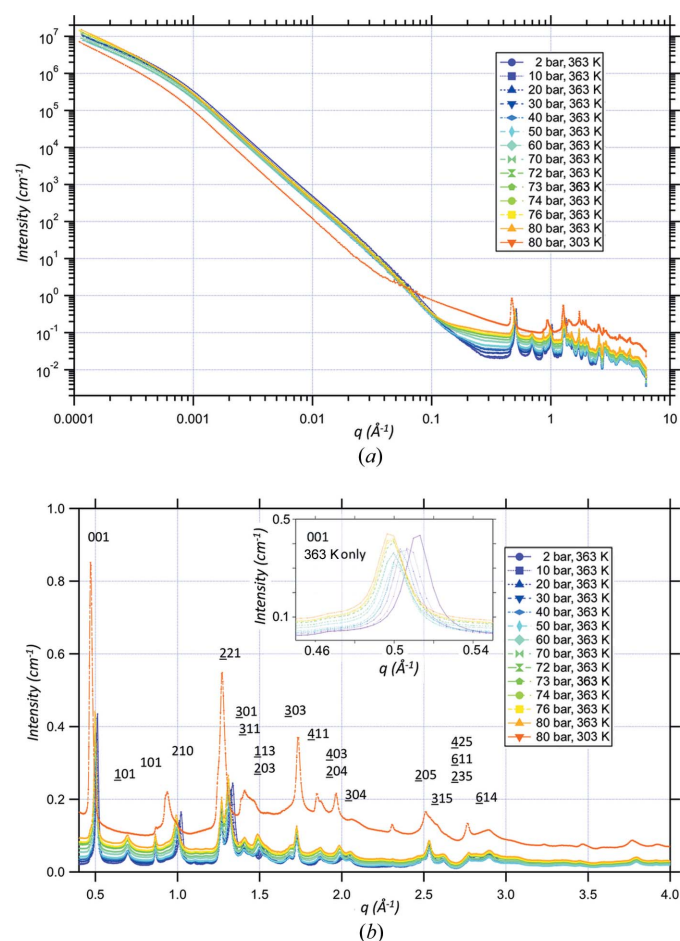 10⁷
10⁶
10⁵
10⁴
10³
10²
10¹
10⁰
10⁻¹
10⁻²
Intensity (cm⁻¹)
2 bar, 363 K
10 bar, 363 K
20 bar, 363 K
30 bar, 363 K
40 bar, 363 K
50 bar, 363 K
60 bar, 363 K
70 bar, 363 K
72 bar, 363 K
73 bar, 363 K
74 bar, 363 K
76 bar, 363 K
80 bar, 363 K
80 bar, 303 K
0.0001 0.001 0.01 0.1 1 10
q (Å⁻¹)
(a)
1.0
0.8
0.6
0.4
0.2
0.0
Intensity (cm⁻¹)
001
101
101
210
221
301
311
113
203
303
411
403
204
304
205
315
425
611
235
614
0.5
0.1
Intensity (cm⁻¹)
001
363 K only
0.46 0.5 0.54
q (Å⁻¹)
2 bar, 363 K
10 bar, 363 K
20 bar, 363 K
30 bar, 363 K
40 bar, 363 K
50 bar, 363 K
60 bar, 363 K
70 bar, 363 K
72 bar, 363 K
73 bar, 363 K
74 bar, 363 K
76 bar, 363 K
80 bar, 363 K
80 bar, 303 K
0.5 1.0 1.5 2.0 2.5 3.0 3.5 4.0
q (Å⁻¹)
(b)